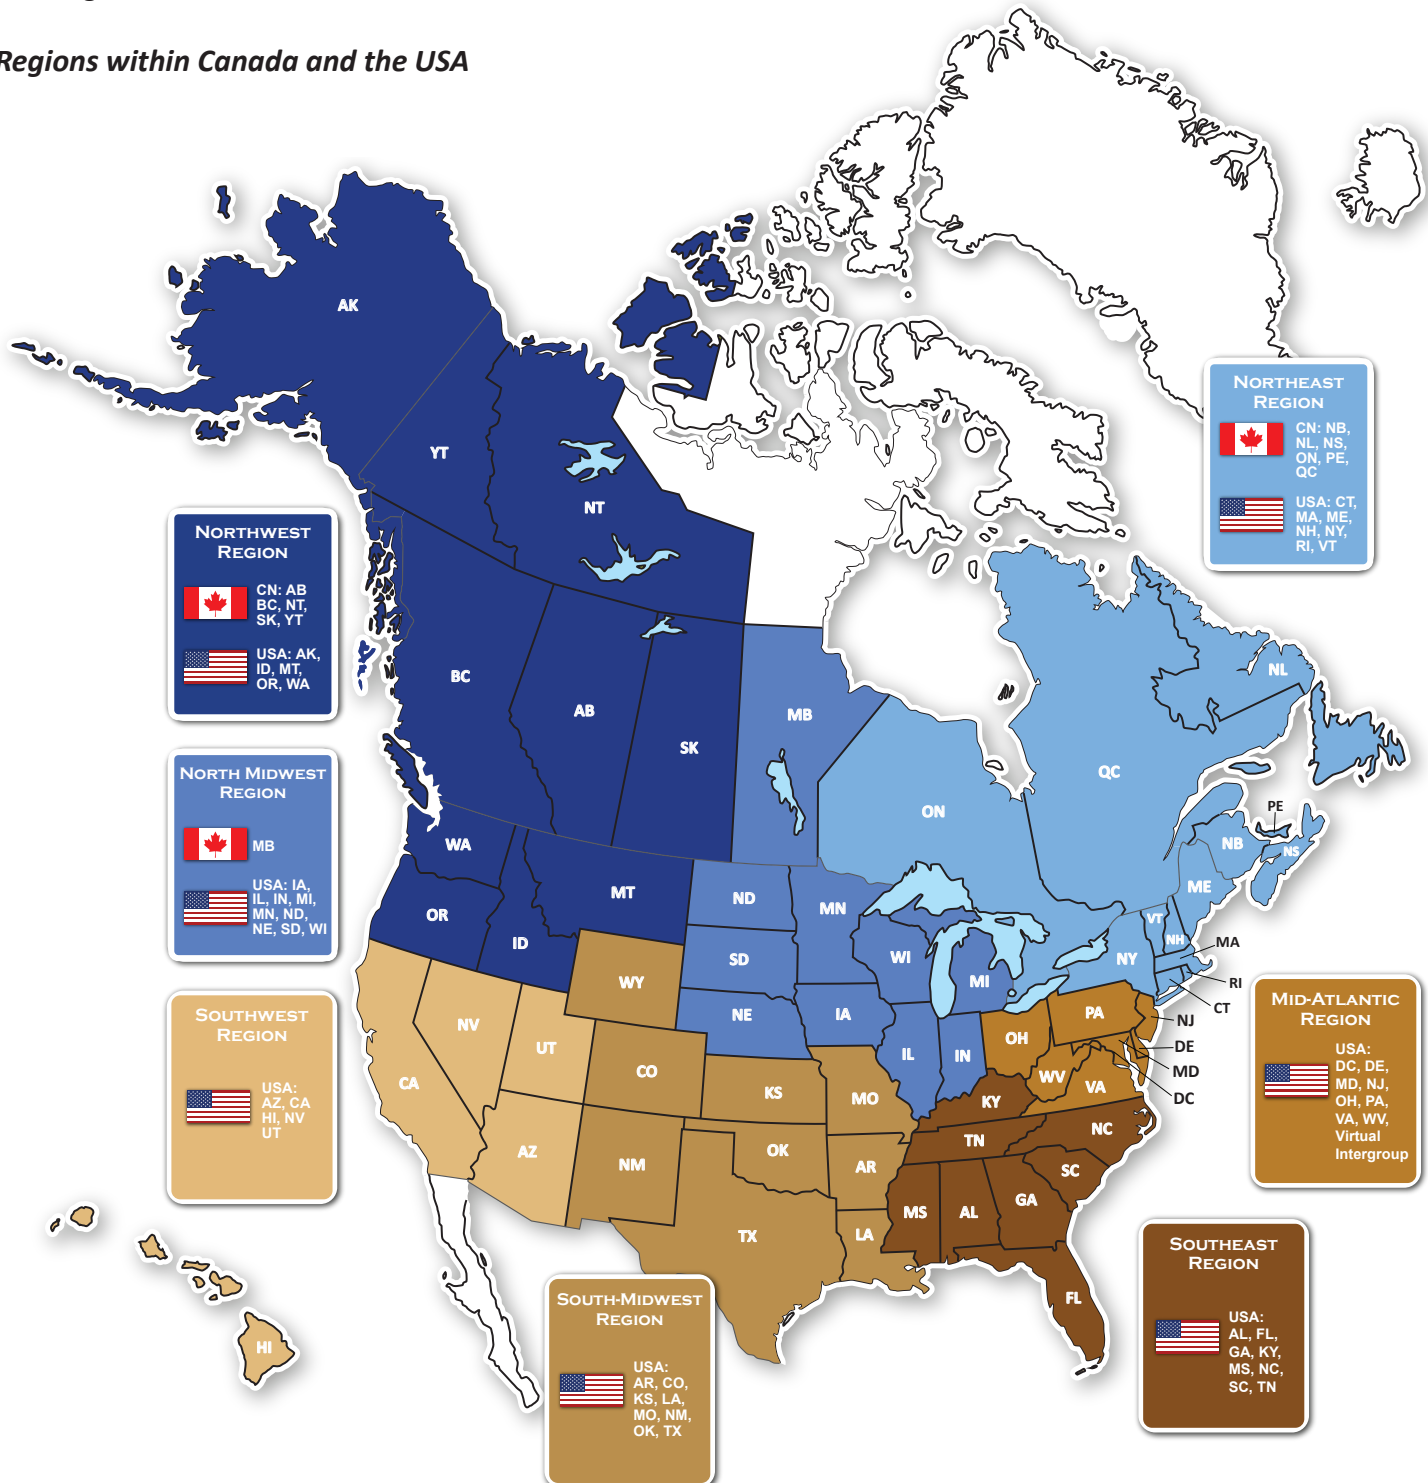 Regions within Canada and the USA
AK
YT
NT
NORTHEAST
REGION
CN: NB,
NL, NS,
ON, PE,
QC
USA: CT,
MA, ME,
NH, NY,
RI, VT
NORTHWEST
REGION
CN: AB
BC, NT,
SK, YT
USA: AK,
ID, MT,
OR, WA
BC
AB
SK
MB
ON
QC
NL
PE
NB
NS
ME
NORTH MIDWEST
REGION
MB
USA: IA,
IL, IN, MI,
MN, ND,
NE, SD, WI
WA
OR
ID
MT
ND
MN
SD
WI
MI
NY
VT
NH
MA
RI
CT
WY
NE
IA
IL
IN
OH
PA
NJ
DE
MD
DC
WV
VA
SOUTHWEST
REGION
USA:
AZ, CA
HI, NV
UT
NV
UT
CA
CO
KS
MO
KY
MID-ATLANTIC
REGION
USA:
DC, DE,
MD, NJ,
OH, PA,
VA, WV,
Virtual
Intergroup
AZ
NM
OK
AR
TN
NC
SC
MS
AL
GA
TX
LA
FL
HI
SOUTH-MIDWEST
REGION
USA:
AR, CO,
KS, LA,
MO, NM,
OK, TX
SOUTHEAST
REGION
USA:
AL, FL,
GA, KY,
MS, NC,
SC, TN